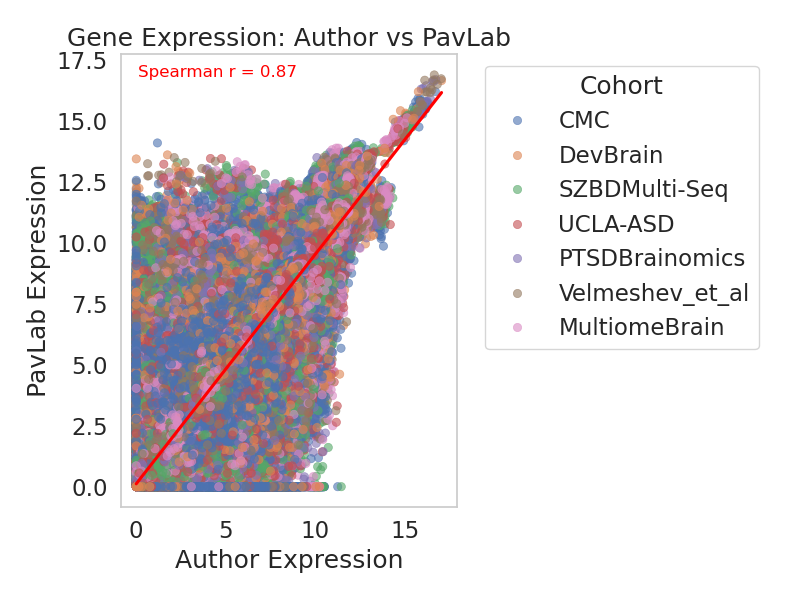 Gene Expression: Author vs PavLab
Spearman r = 0.87
17.5
15.0
12.5
10.0
7.5
5.0
2.5
0.0
PavLab Expression
0 5 10 15
Author Expression
Cohort
CMC
DevBrain
SZBDMulti-Seq
UCLA-ASD
PTSDBrainomics
Velmeshev_et_al
MultiomeBrain